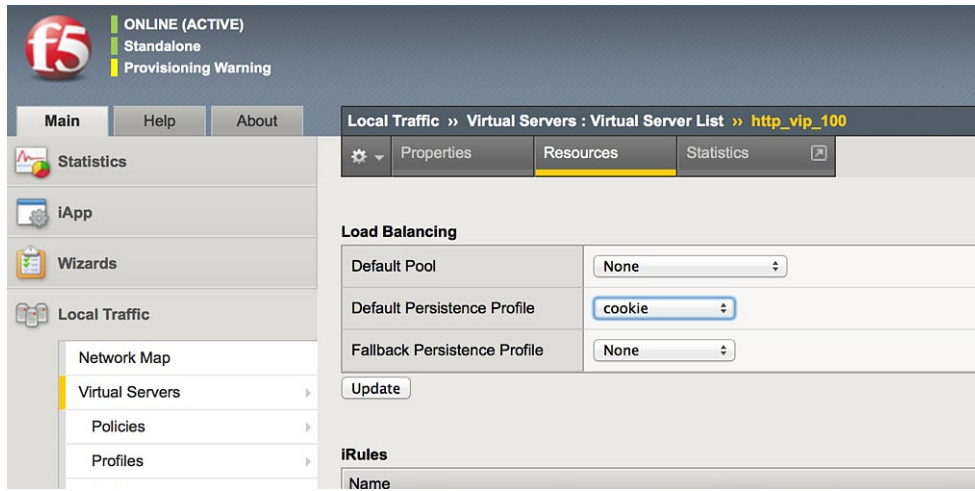 f5
ONLINE (ACTIVE)
Standalone
Provisioning Warning
Main Help About
Local Traffic ›› Virtual Servers : Virtual Server List ›› http_vip_100
Properties Resources Statistics
Statistics
iApp
Wizards
Local Traffic
Network Map
Virtual Servers
Policies
Profiles
Load Balancing
Default Pool None
Default Persistence Profile cookie
Fallback Persistence Profile None
Update
iRules
Name